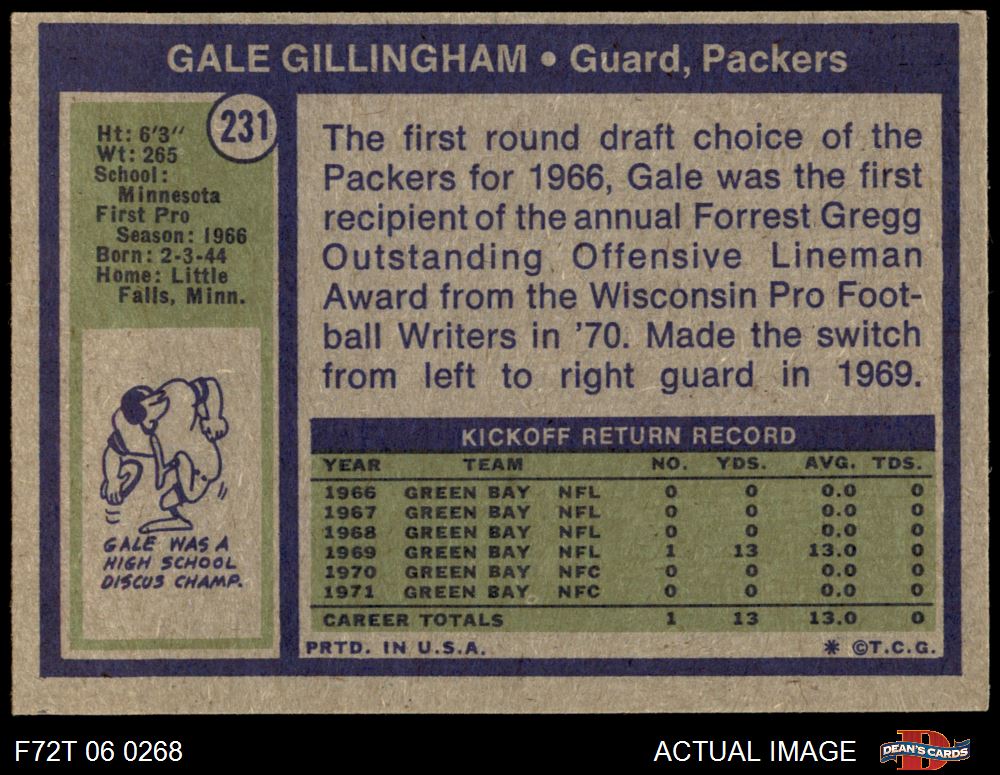 GALE GILLINGHAM • Guard, Packers
231
Ht: 6'3"
Wt: 265
School:
Minnesota
First Pro
Season: 1966
Born: 2-3-44
Home: Little
Falls, Minn.
GALE WAS A
HIGH SCHOOL
DISCUS CHAMP.
The first round draft choice of the
Packers for 1966, Gale was the first
recipient of the annual Forrest Gregg
Outstanding Offensive Lineman
Award from the Wisconsin Pro Foot-
ball Writers in '70. Made the switch
from left to right guard in 1969.
KICKOFF RETURN RECORD
YEAR TEAM NO. YDS. AVG. TDS.
1966 GREEN BAY NFL 0 0 0.0 0
1967 GREEN BAY NFL 0 0 0.0 0
1968 GREEN BAY NFL 0 0 0.0 0
1969 GREEN BAY NFL 1 13 13.0 0
1970 GREEN BAY NFC 0 0 0.0 0
1971 GREEN BAY NFC 0 0 0.0 0
CAREER TOTALS 1 13 13.0 0
PRTD. IN U.S.A. * ©T.C.G.
F72T 06 0268 ACTUAL IMAGE D DEAN'S CARDS